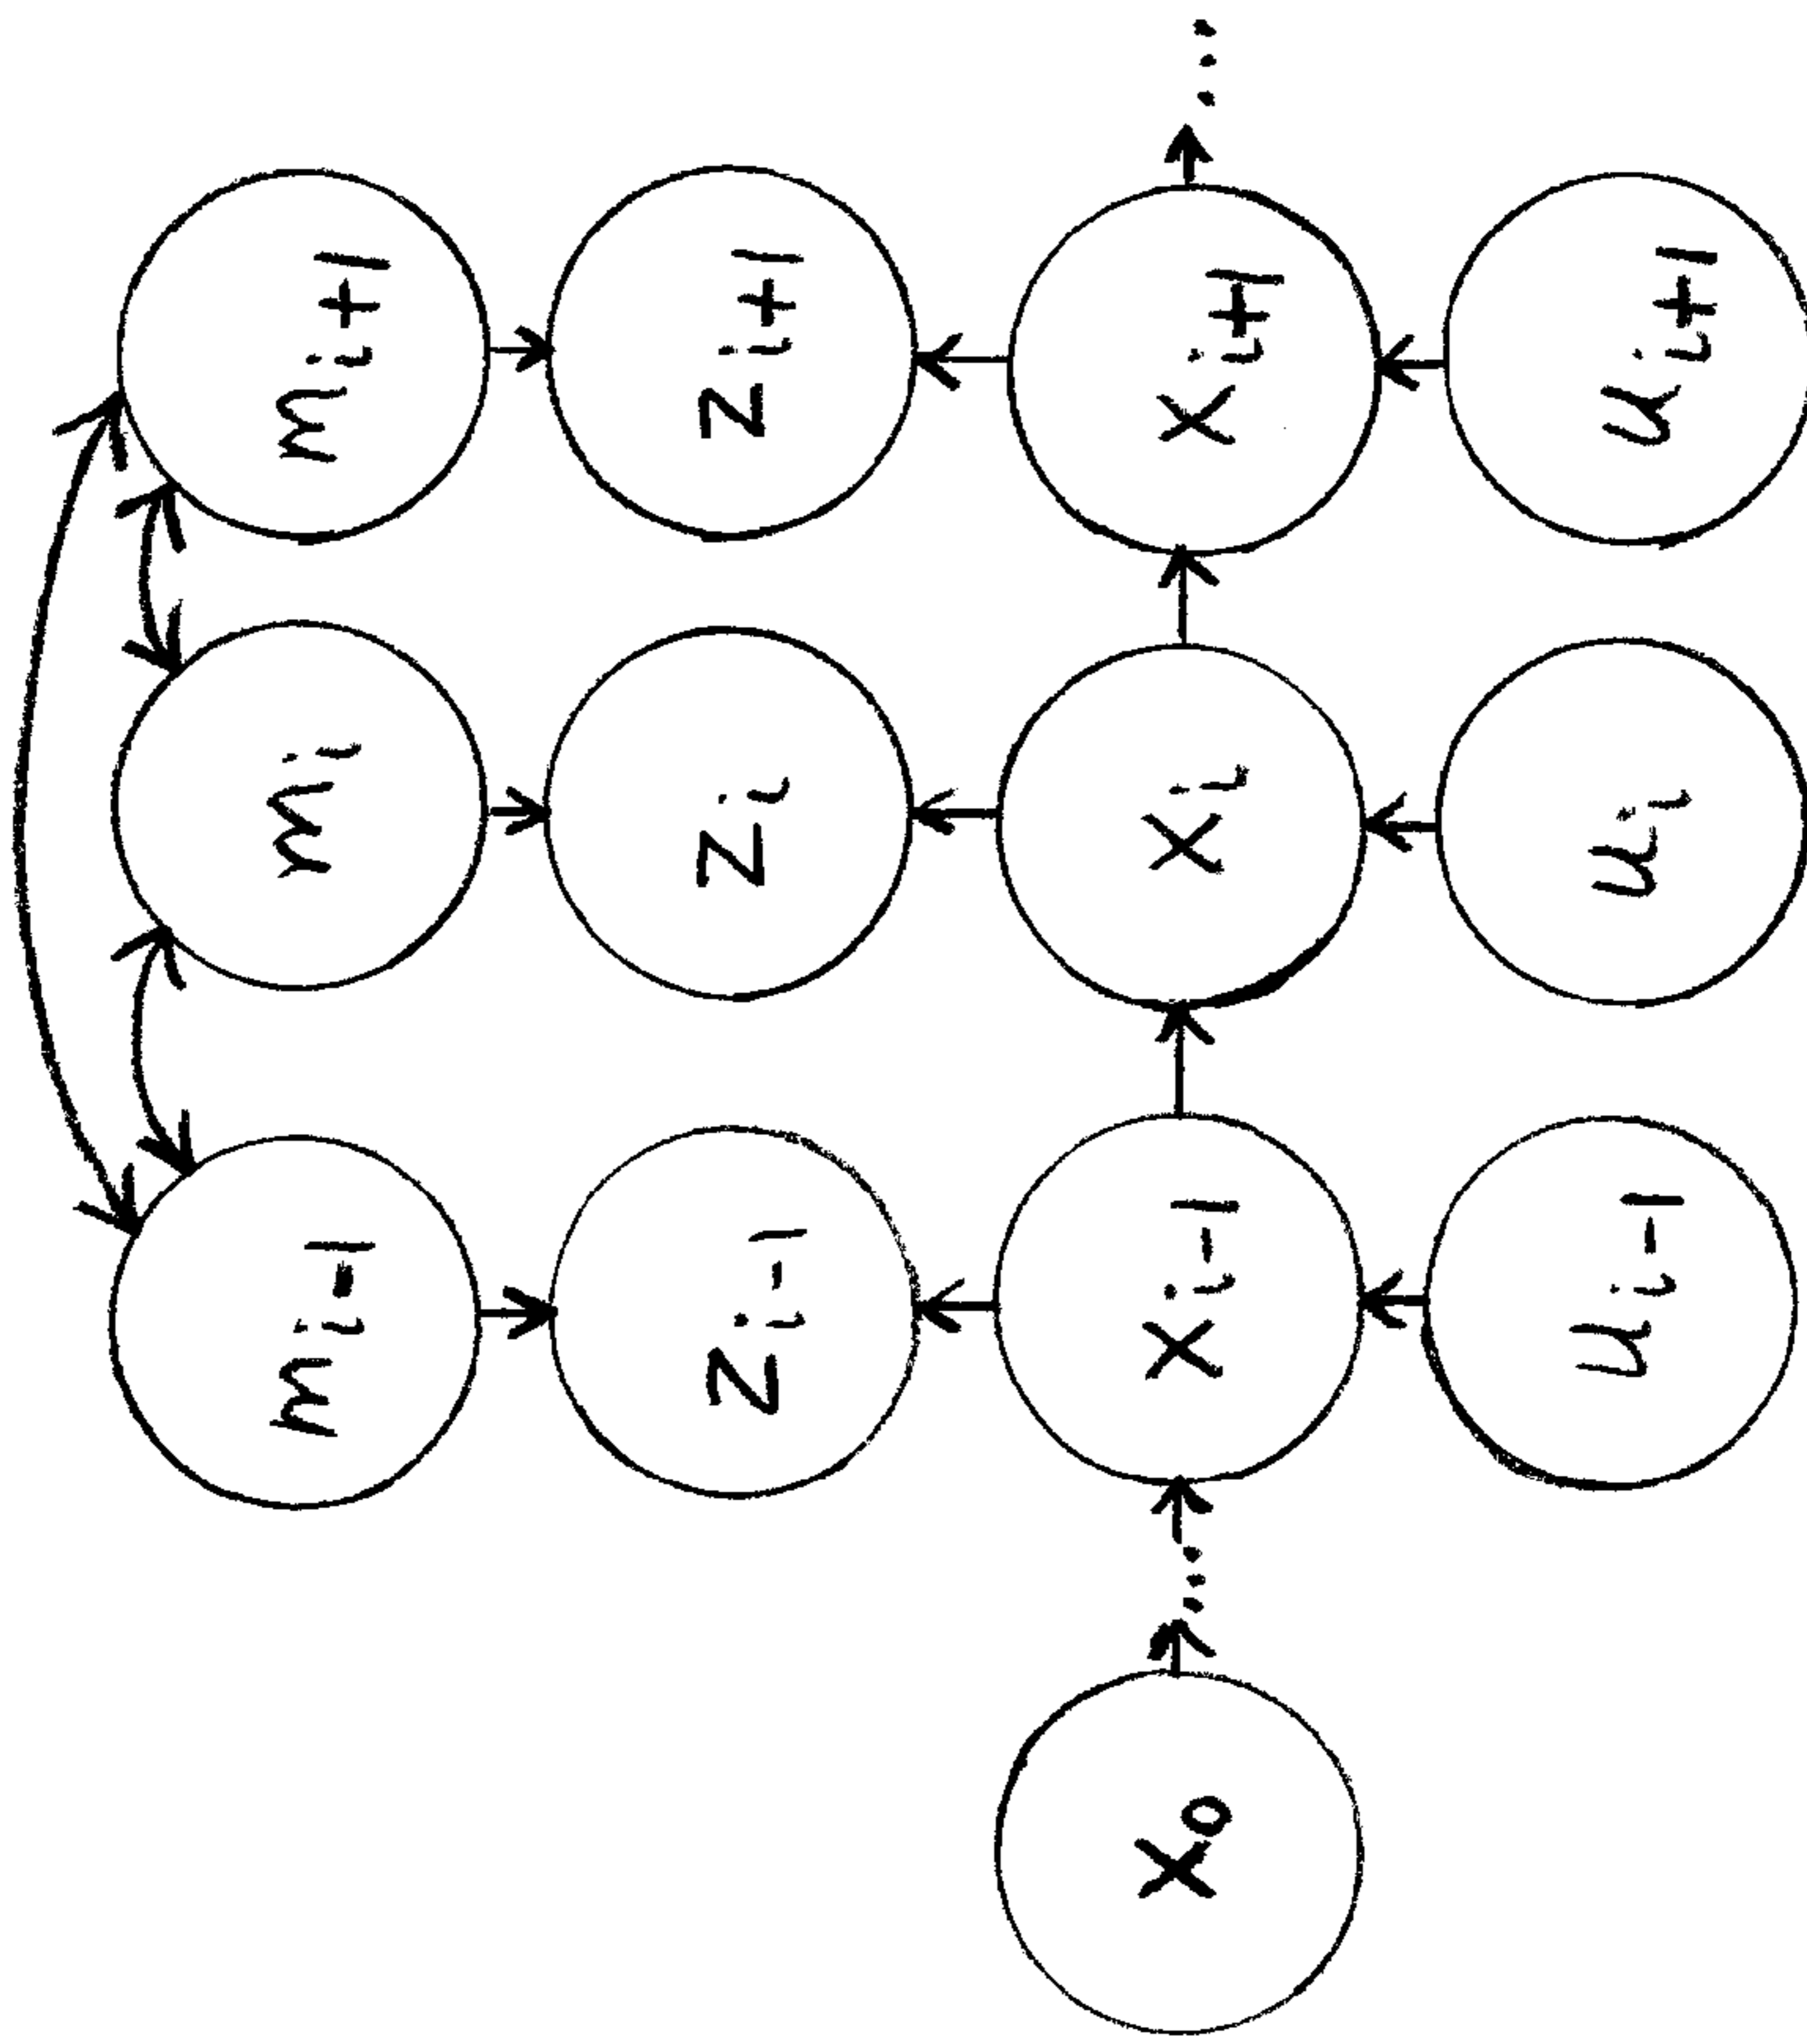 m i-1 m i m i+1
z i-1 z i z i+1
x0 ... x i-1 x i x i+1 ...
u i-1 u i u i+1